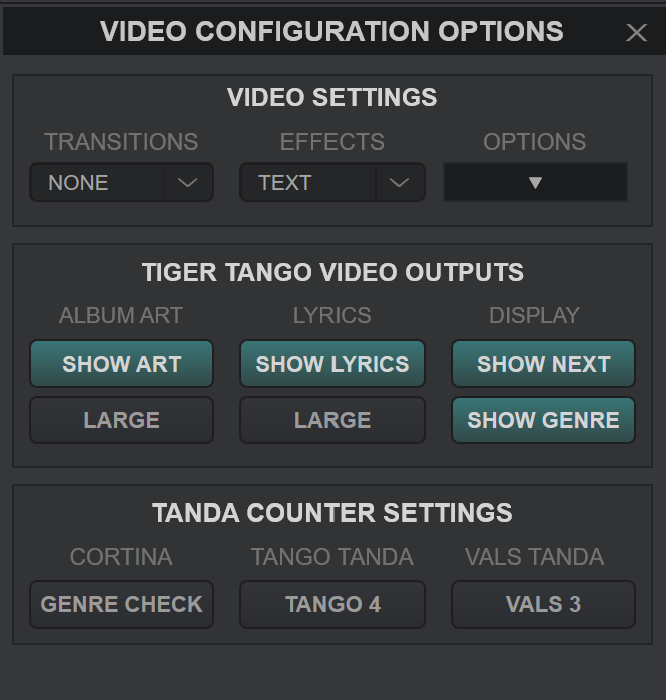 VIDEO CONFIGURATION OPTIONS
VIDEO SETTINGS
TRANSITIONS EFFECTS OPTIONS
NONE TEXT
TIGER TANGO VIDEO OUTPUTS
ALBUM ART LYRICS DISPLAY
SHOW ART SHOW LYRICS SHOW NEXT
LARGE LARGE SHOW GENRE
TANDA COUNTER SETTINGS
CORTINA TANGO TANDA VALS TANDA
GENRE CHECK TANGO 4 VALS 3